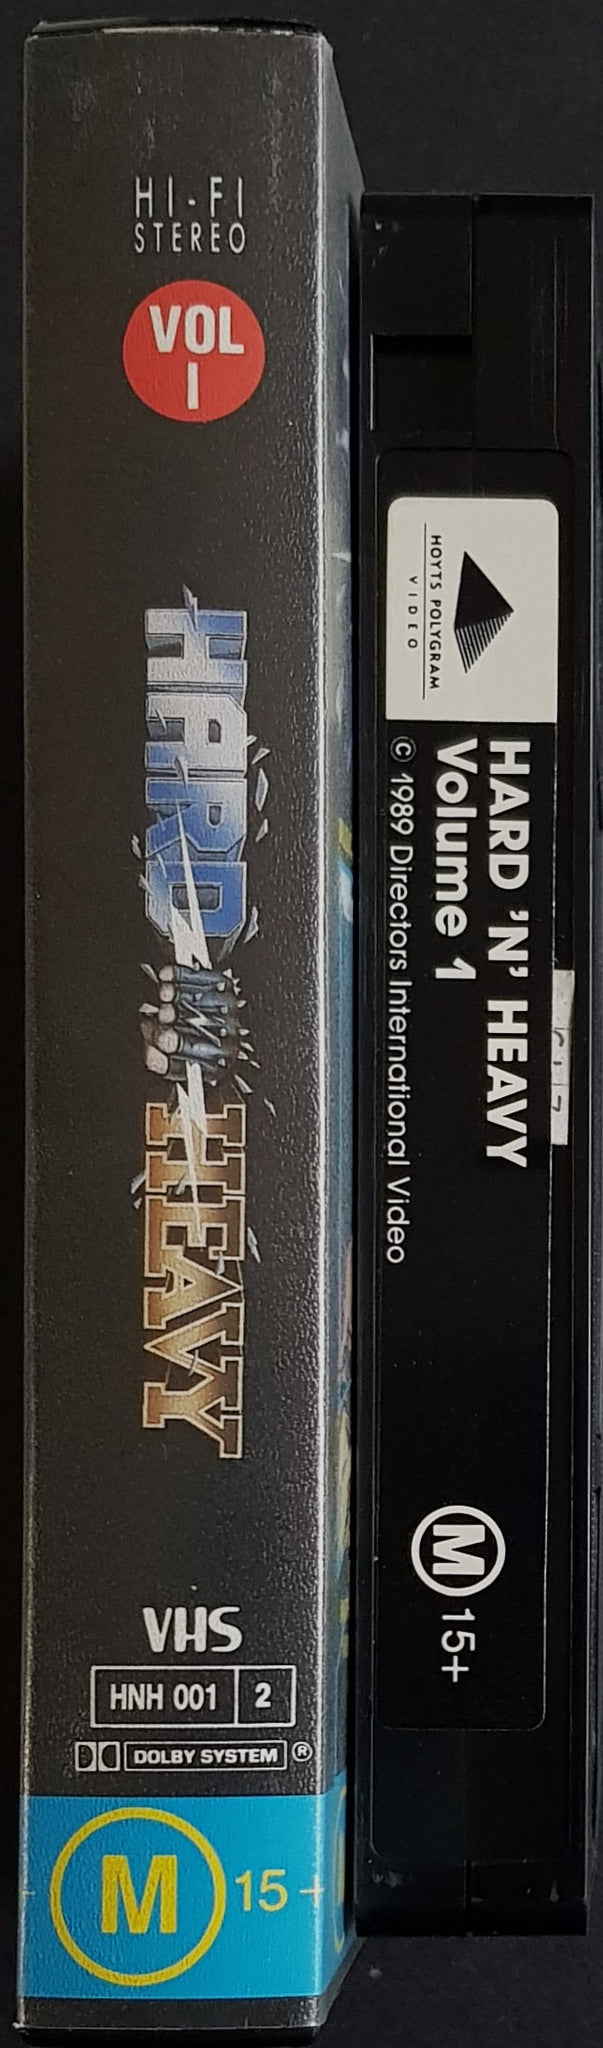 HI-FI
STEREO
VOL
1
HARD
HEAVY
VHS
HNH 001 2
DOLBY SYSTEM ®
M 15+
HOYTS POLYGRAM
VIDEO
HARD 'N' HEAVY
Volume 1
© 1989 Directors International Video
M 15+